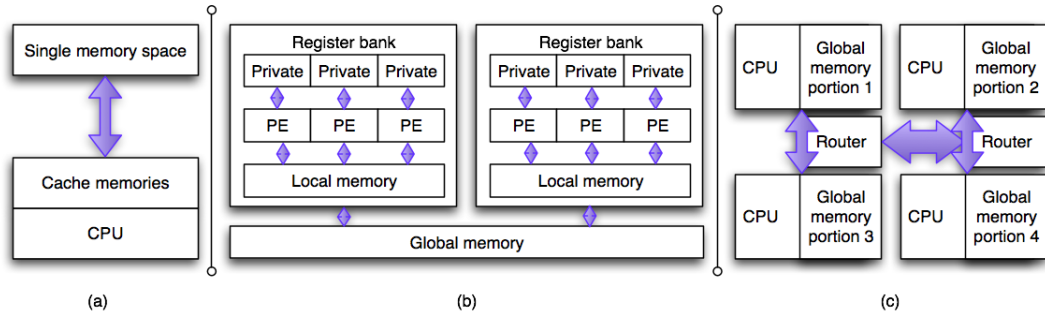 Single memory space
Cache memories
CPU
(a)
Register bank
Private Private Private
PE PE PE
Local memory
Register bank
Private Private Private
PE PE PE
Local memory
Global memory
(b)
CPU
Global
memory
portion 1
CPU
Global
memory
portion 2
Router
Router
CPU
Global
memory
portion 3
CPU
Global
memory
portion 4
(c)